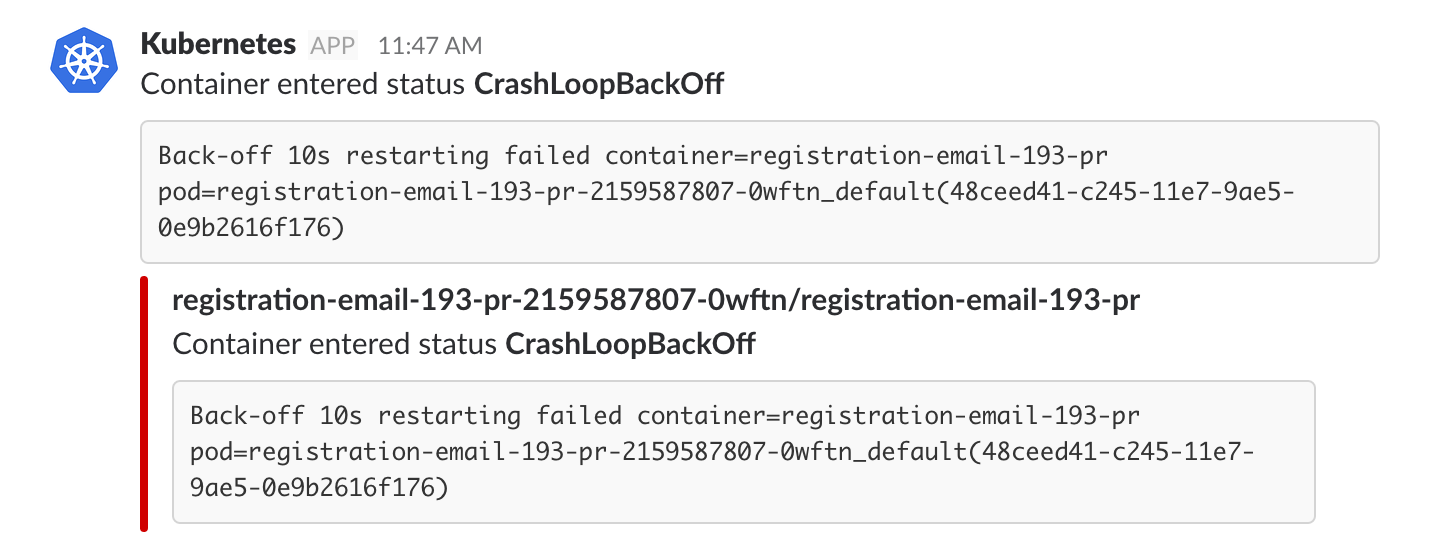 Kubernetes APP 11:47 AM
Container entered status CrashLoopBackOff
Back-off 10s restarting failed container=registration-email-193-pr
pod=registration-email-193-pr-2159587807-0wftn_default(48ceed41-c245-11e7-9ae5-
0e9b2616f176)
registration-email-193-pr-2159587807-0wftn/registration-email-193-pr
Container entered status CrashLoopBackOff
Back-off 10s restarting failed container=registration-email-193-pr
pod=registration-email-193-pr-2159587807-0wftn_default(48ceed41-c245-11e7-
9ae5-0e9b2616f176)